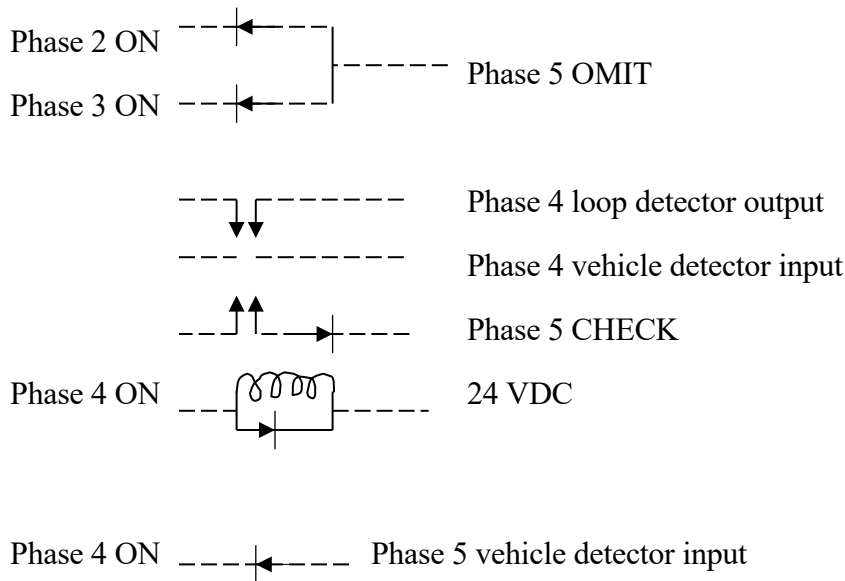 Phase 2 ON
Phase 5 OMIT
Phase 3 ON
Phase 4 loop detector output
Phase 4 vehicle detector input
Phase 5 CHECK
Phase 4 ON
24 VDC
Phase 4 ON
Phase 5 vehicle detector input